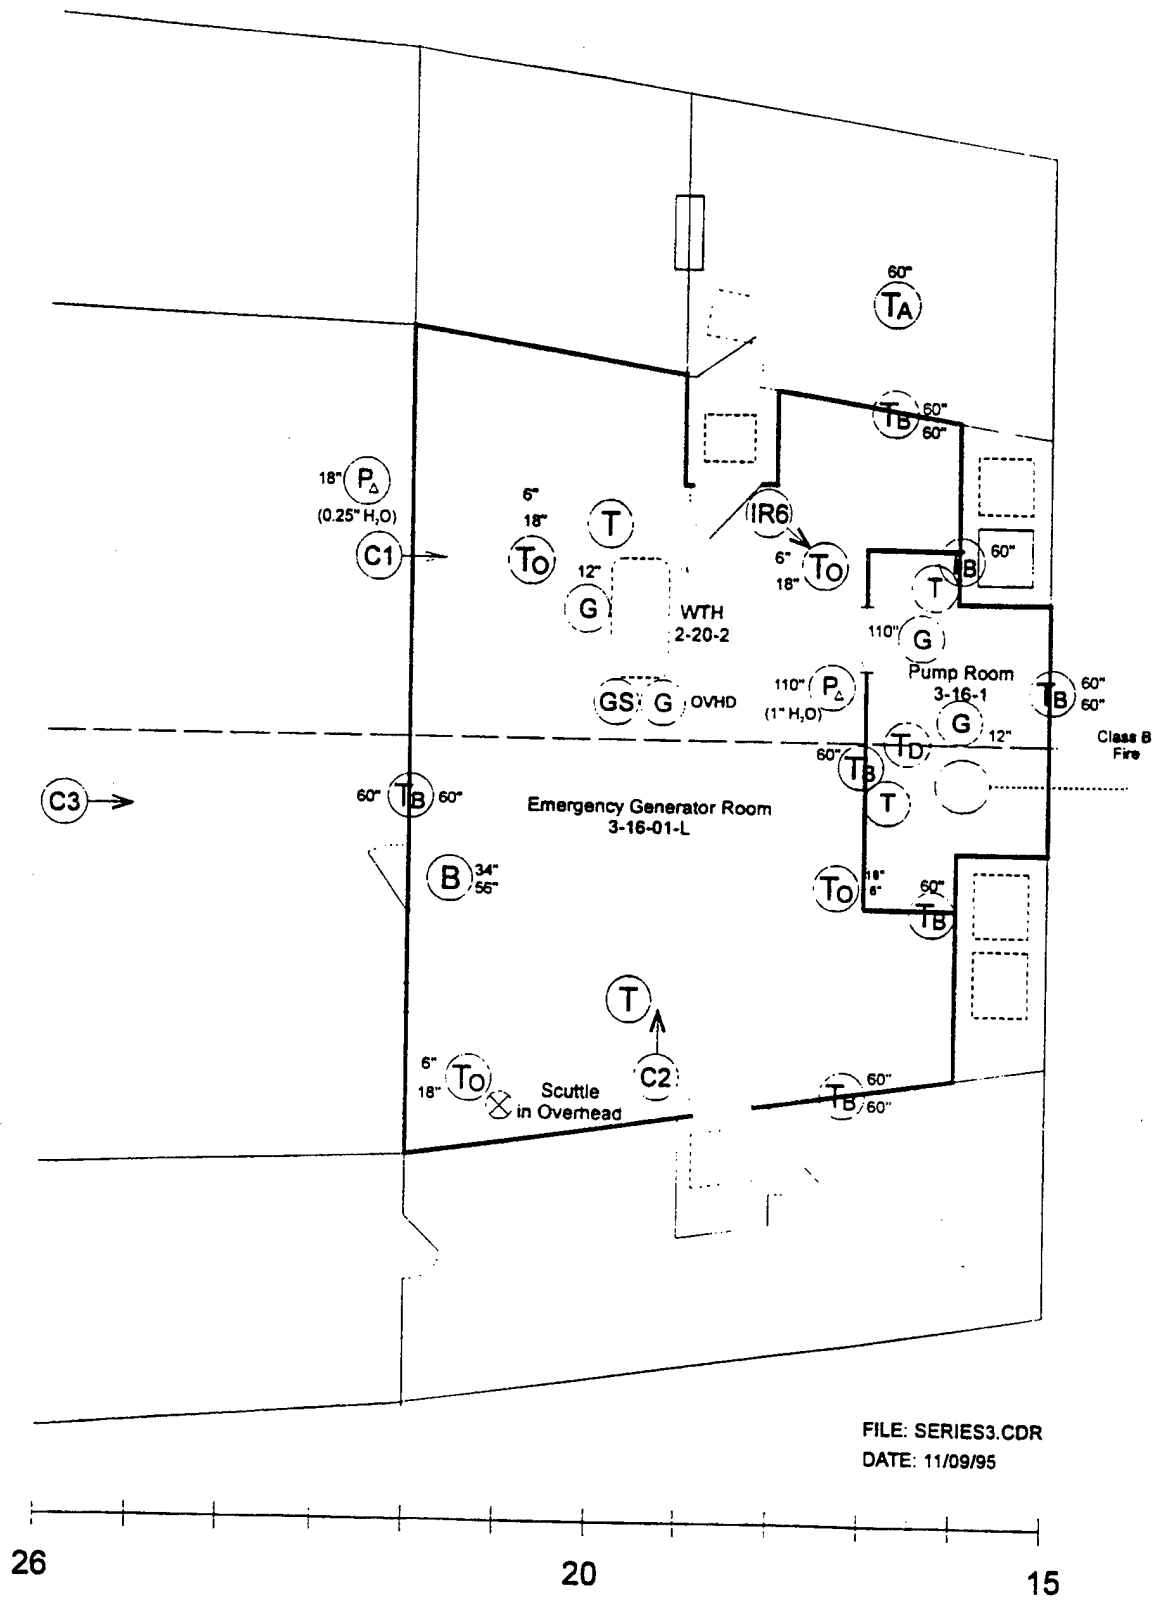 60"
TA
TB 60"
60"
18" P△
(0.25" H₂O)
C1
6"
18"
TO
T
12"
G
IR6
6"
18"
TO
B 60"
T
WTH
2-20-2
110" G
Pump Room
3-16-1
GS G OVHD
110" P△
(1" H₂O)
TB 60"
60"
G 12"
TD
Class B
Fire
60" TB
T
C3
60" TB 60"
Emergency Generator Room
3-16-01-L
B 34"
56"
TO 18"
6"
60"
TB
T
C2
6"
18"
TO
Scuttle
in Overhead
TB 60"
60"
FILE: SERIES3.CDR
DATE: 11/09/95
26 20 15